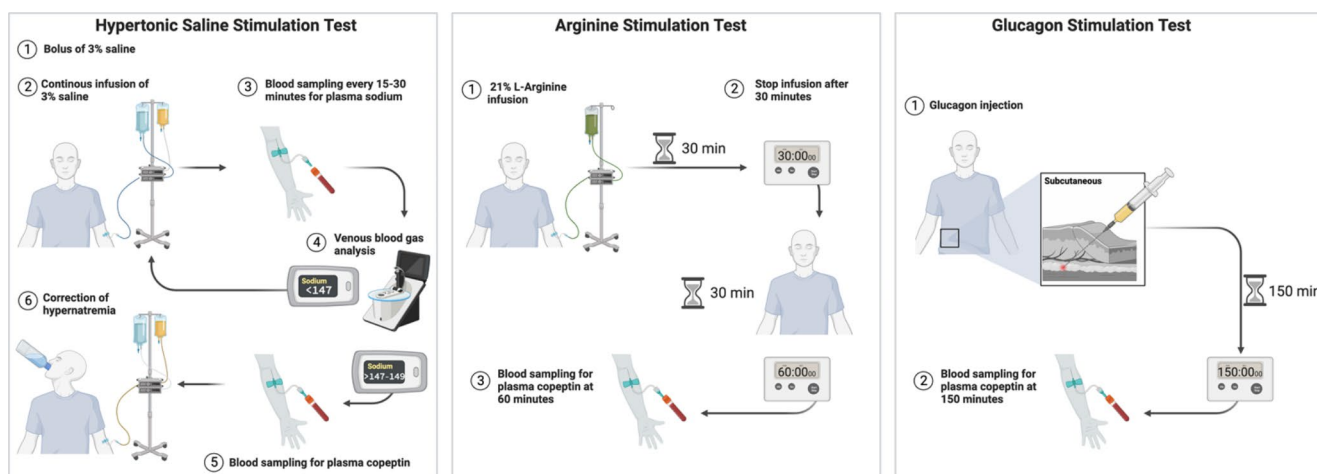 Hypertonic Saline Stimulation Test
1 Bolus of 3% saline
2 Continous infusion of
3% saline
3 Blood sampling every 15-30
minutes for plasma sodium
4 Venous blood gas
analysis
Sodium
<147
6 Correction of
hypernatremia
Sodium
>147-149
5 Blood sampling for plasma copeptin
Arginine Stimulation Test
1 21% L-Arginine
infusion
30 min
2 Stop infusion after
30 minutes
30:00 00
30 min
3 Blood sampling for
plasma copeptin at
60 minutes
60:00 00
Glucagon Stimulation Test
1 Glucagon injection
Subcutaneous
150 min
2 Blood sampling for
plasma copeptin at
150 minutes
150:00 00